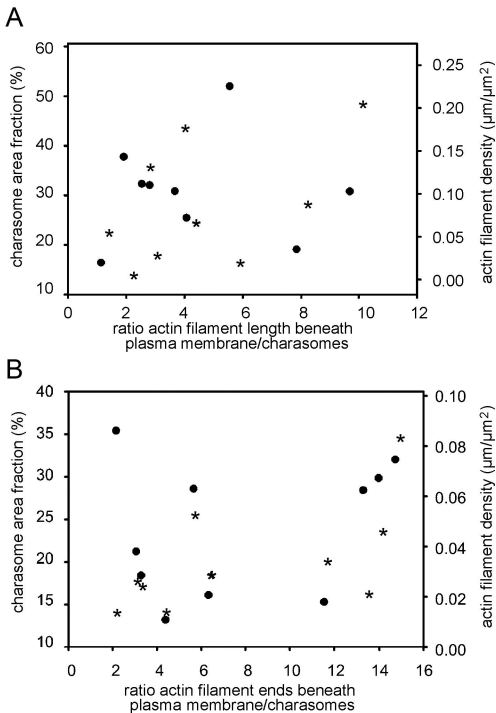 A
charasome area fraction (%)
60
50
40
30
20
10
0.25
0.20
0.15
0.10
0.05
0.00
actin filament density (µm/µm²)
0 2 4 6 8 10 12
ratio actin filament length beneath
plasma membrane/charasomes
B
charasome area fraction (%)
40
35
30
25
20
15
10
0.10
0.08
0.06
0.04
0.02
0.00
actin filament density (µm/µm²)
0 2 4 6 8 10 12 14 16
ratio actin filament ends beneath
plasma membrane/charasomes